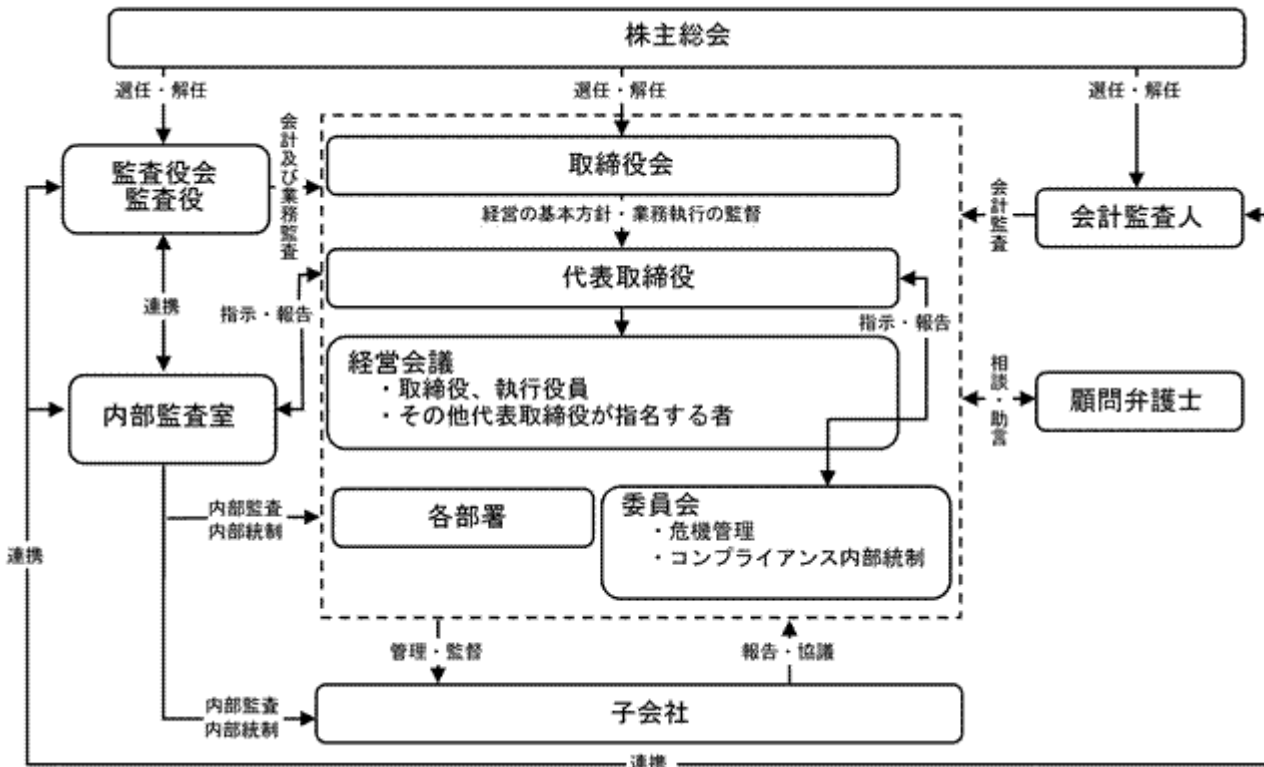 株主総会
選任・解任
選任・解任
選任・解任
監査役会
監査役
会計及び業務監査
取締役会
経営の基本方針・業務執行の監督
会計監査
会計監査人
代表取締役
連携
指示・報告
指示・報告
経営会議
・取締役、執行役員
・その他代表取締役が指名する者
内部監査室
相談・助言
顧問弁護士
内部監査
内部統制
各部署
委員会
・危機管理
・コンプライアンス内部統制
連携
管理・監督
報告・協議
内部監査
内部統制
子会社
連携